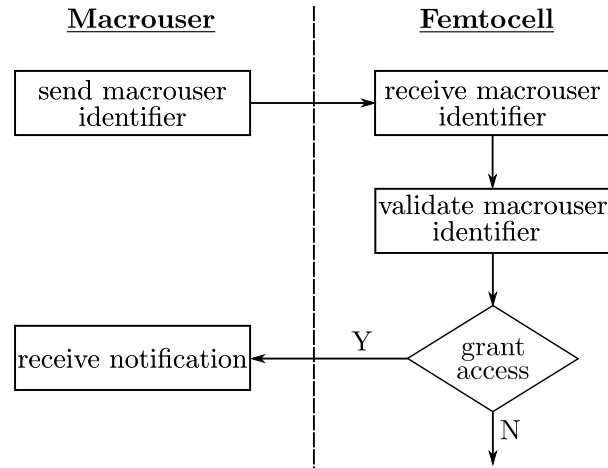 Macrouser
Femtocell
send macrouser
identifier
receive macrouser
identifier
validate macrouser
identifier
receive notification
Y
grant
access
N